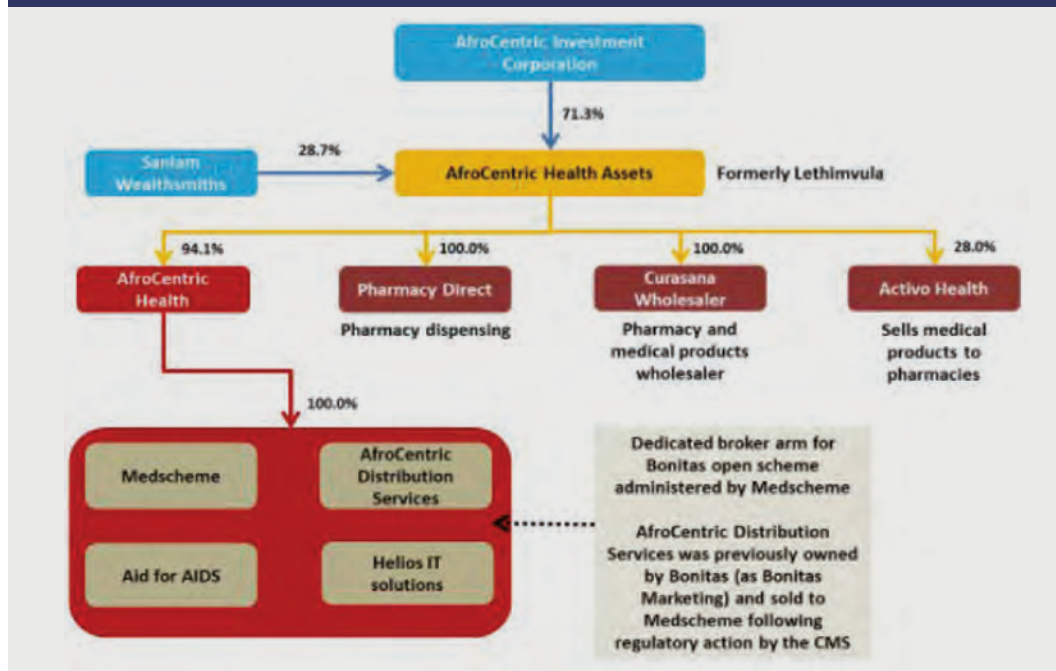 AfroCentric Investment
Corporation
71.3%
28.7%
Sanlam
Wealthsmiths
AfroCentric Health Assets
Formerly Lethimvula
94.1%
100.0%
100.0%
28.0%
AfroCentric
Health
Pharmacy Direct
Curasana
Wholesaler
Activo Health
Pharmacy dispensing
Pharmacy and
medical products
wholesaler
Sells medical
products to
pharmacies
100.0%
Medscheme
AfroCentric
Distribution
Services
Aid for AIDS
Helios IT
solutions
Dedicated broker arm for
Bonitas open scheme
administered by Medscheme
AfroCentric Distribution
Services was previously owned
by Bonitas (as Bonitas
Marketing) and sold to
Medscheme following
regulatory action by the CMS